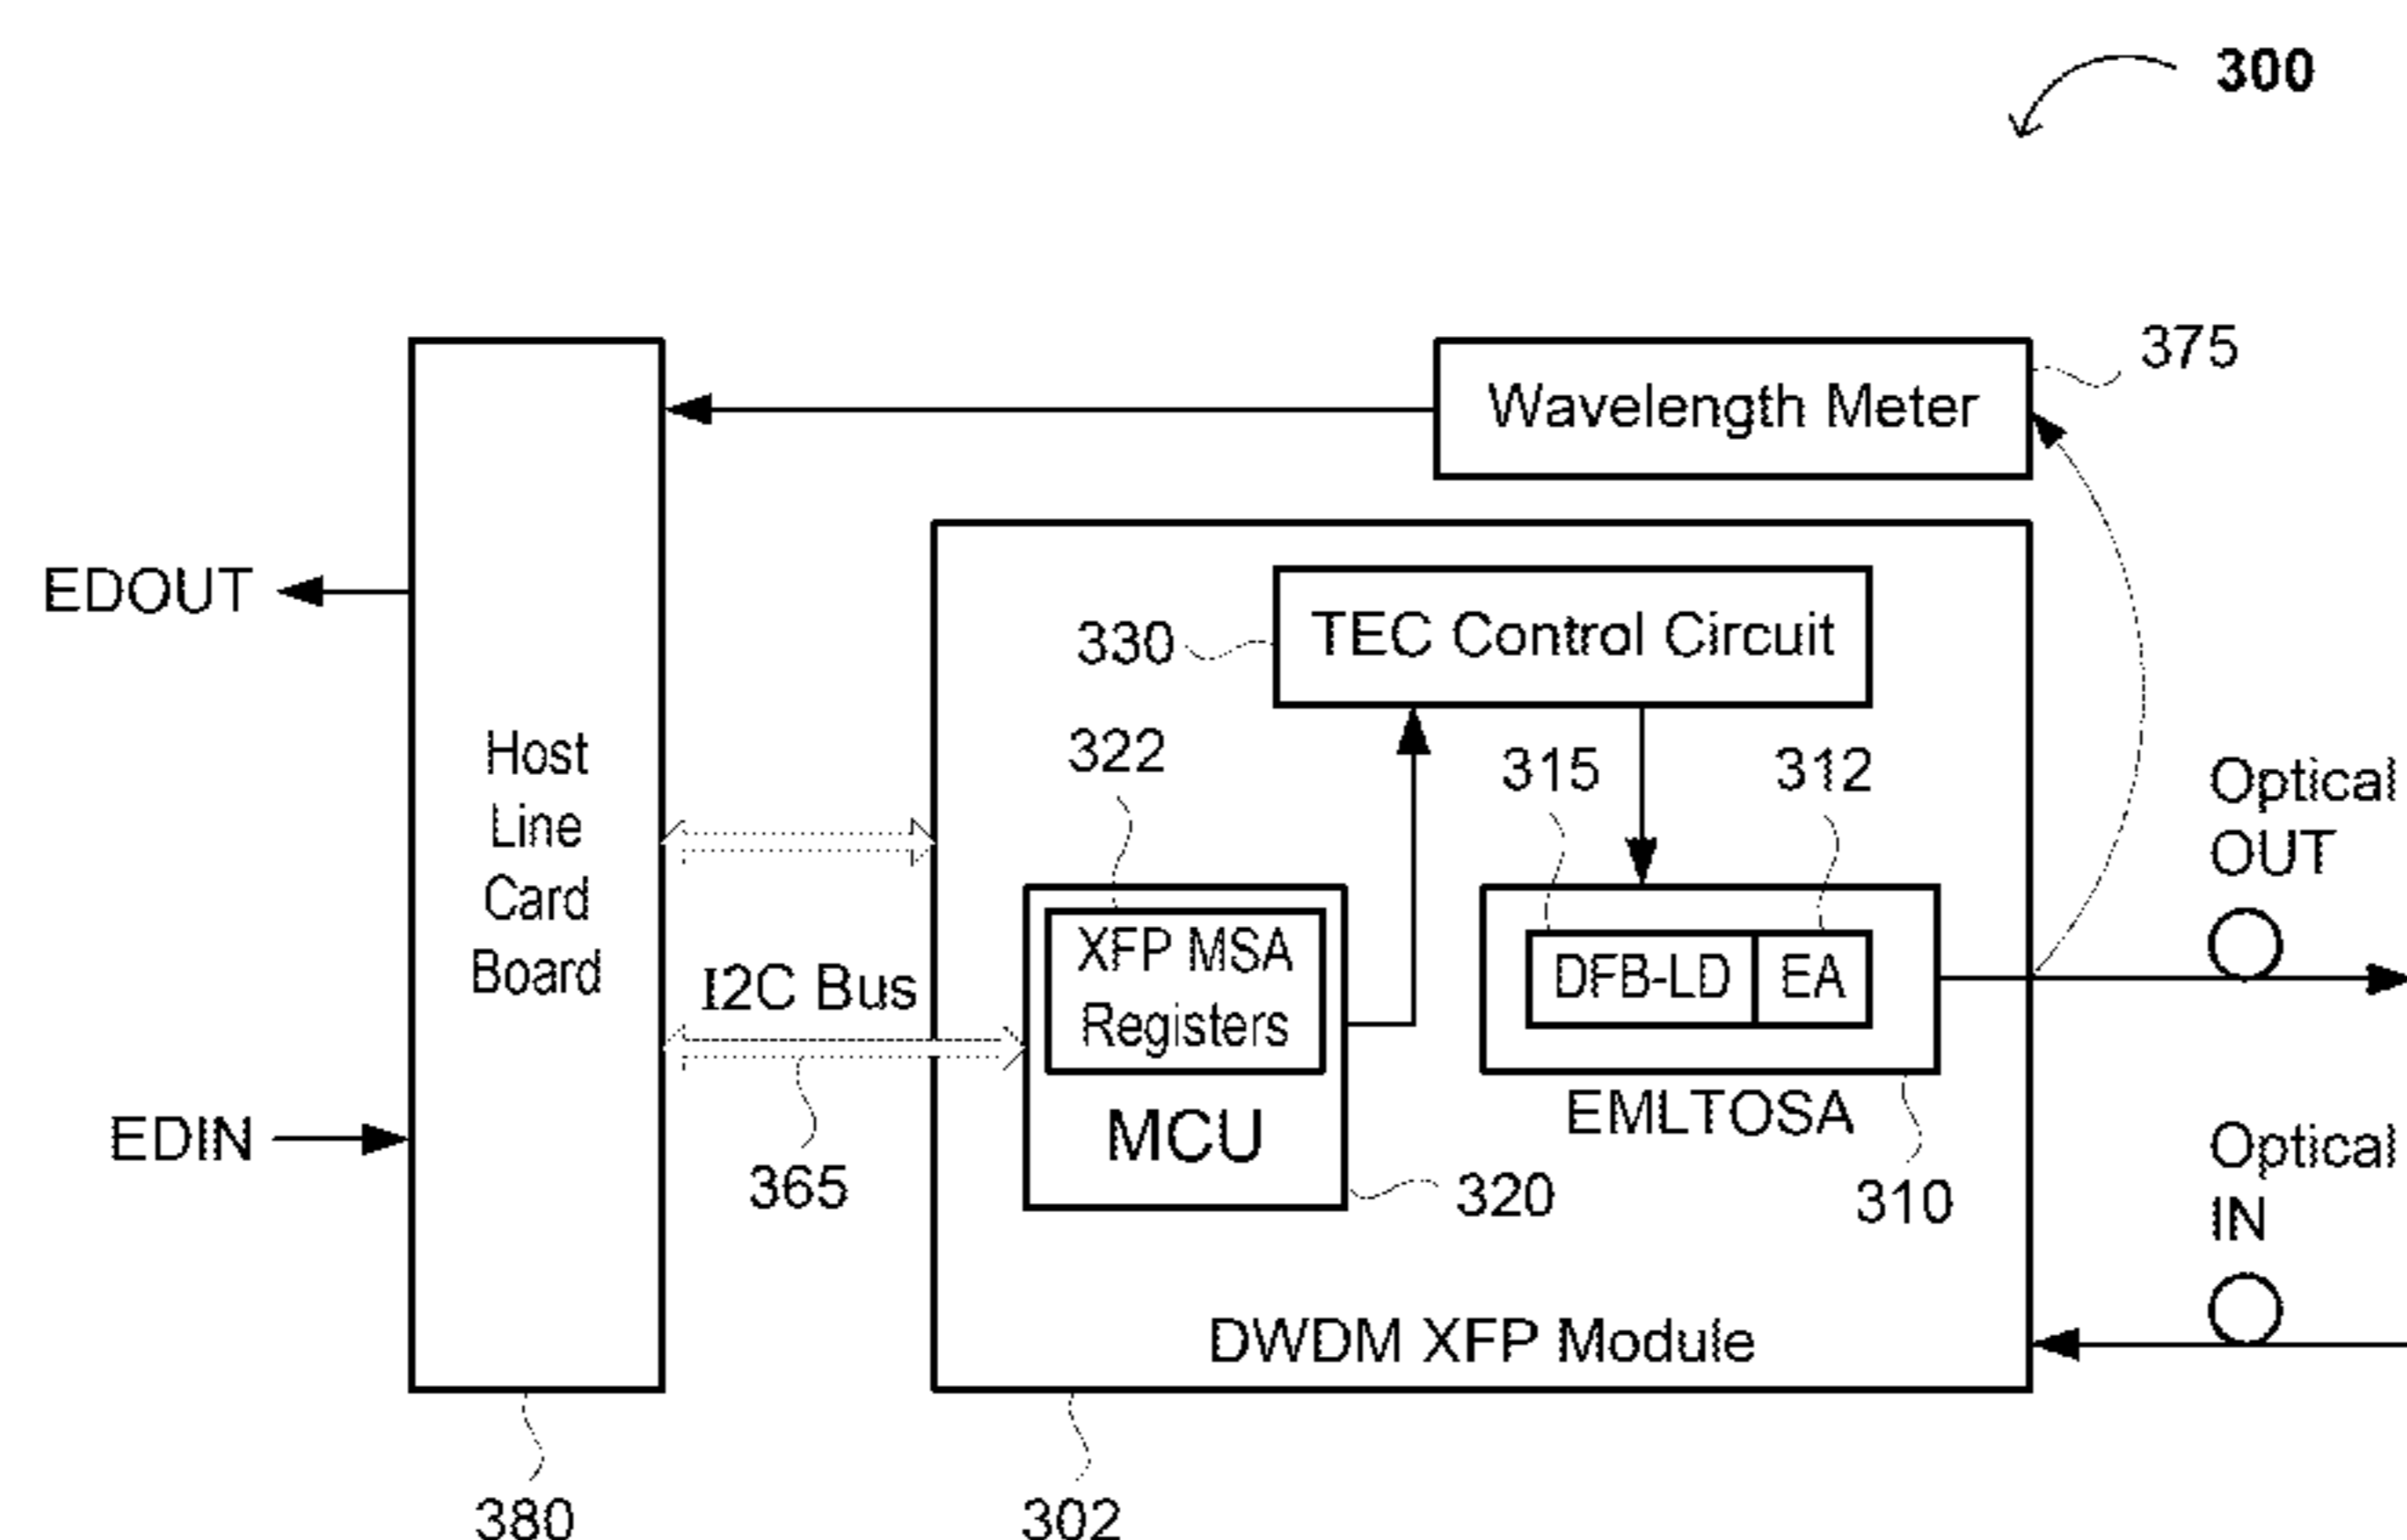 300
375
Wavelength Meter
EDOUT
330
TEC Control Circuit
322
315
312
Host
Line
Card
Board
Optical
OUT
XFP MSA
Registers
DFB-LD
EA
I2C Bus
MCU
EMLTOSA
EDIN
365
320
310
Optical
IN
DWDM XFP Module
380
302